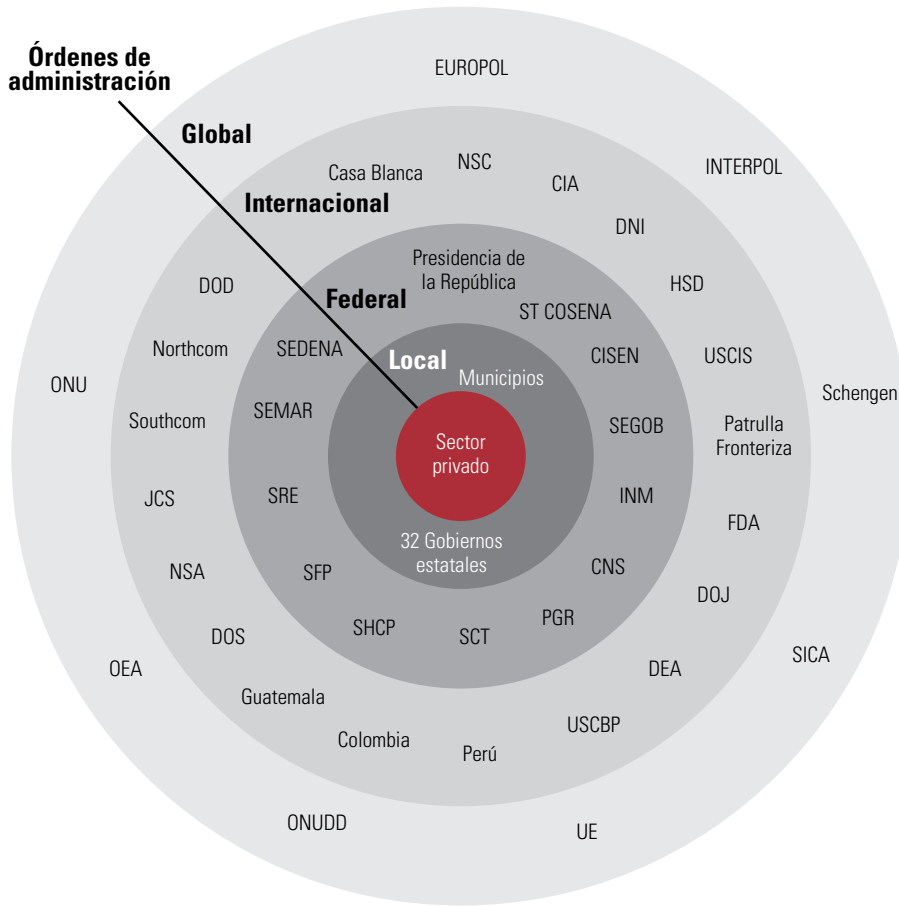 Órdenes de
administración
Global
Internacional
Federal
Local
EUROPOL
INTERPOL
Schengen
SICA
UE
ONUDD
OEA
ONU
Casa Blanca
NSC
CIA
DNI
HSD
USCIS
Patrulla
Fronteriza
FDA
DOJ
DEA
USCBP
Perú
Colombia
Guatemala
DOS
NSA
JCS
Southcom
Northcom
DOD
Presidencia de
la República
ST COSENA
CISEN
SEGOB
INM
CNS
PGR
SCT
SHCP
SFP
SRE
SEMAR
SEDENA
Municipios
32 Gobiernos
estatales
Sector
privado